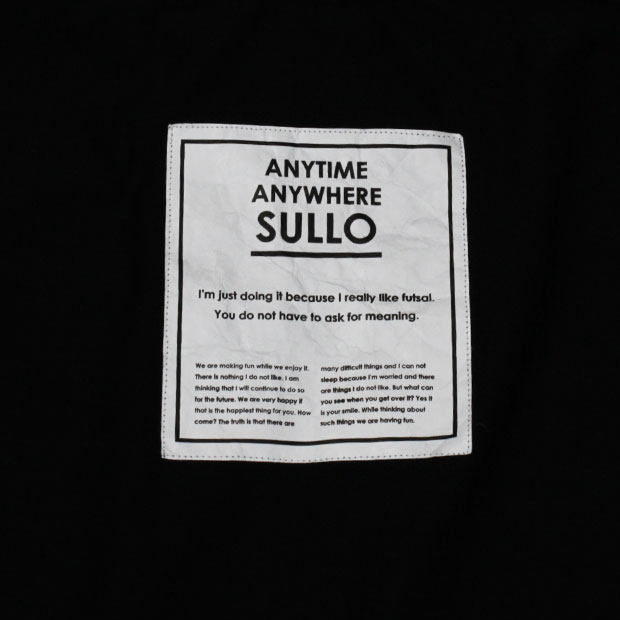 ANYTIME
ANYWHERE
SULLO
I'm just doing it because I really like futsal.
You do not have to ask for meaning.
We are making fun while we enjoy it.
There is nothing I do not like. I am
thinking that I will continue to do so
for the future. We are very happy if
that is the happiest thing for you. How
come? The truth is that there are
many difficult things and I can not
sleep because I'm worried and there
are things I do not like. But what can
you see when you get over it? Yes it
is your smile. While thinking about
such things we are having fun.